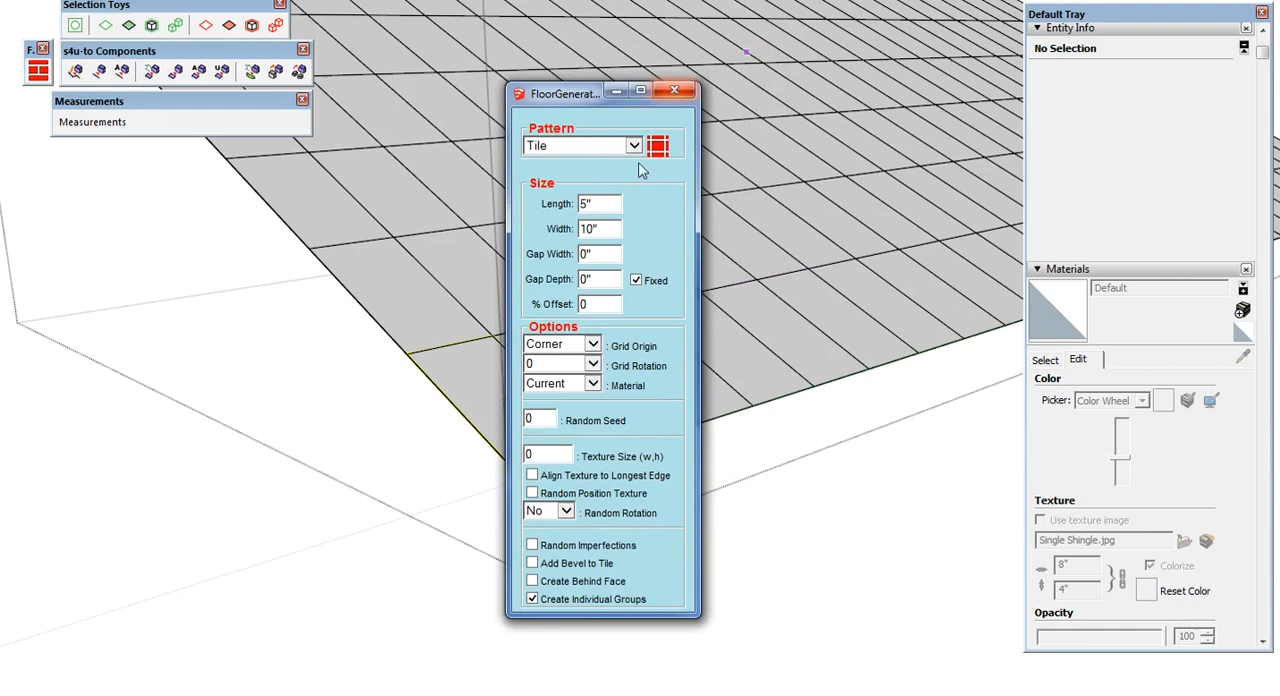 Selection Toys
F.
s4u-to Components
Measurements
Measurements
FloorGenerat...
Pattern
Tile
Size
Length: 5"
Width: 10"
Gap Width: 0"
Gap Depth: 0" Fixed
% Offset: 0
Options
Corner : Grid Origin
0 : Grid Rotation
Current : Material
0 : Random Seed
0 : Texture Size (w,h)
Align Texture to Longest Edge
Random Position Texture
No : Random Rotation
Random Imperfections
Add Bevel to Tile
Create Behind Face
Create Individual Groups
Default Tray
Entity Info
No Selection
Materials
Default
Select Edit
Color
Picker: Color Wheel
Texture
Use texture image
Single Shingle.jpg
8" Colorize
4" Reset Color
Opacity
100